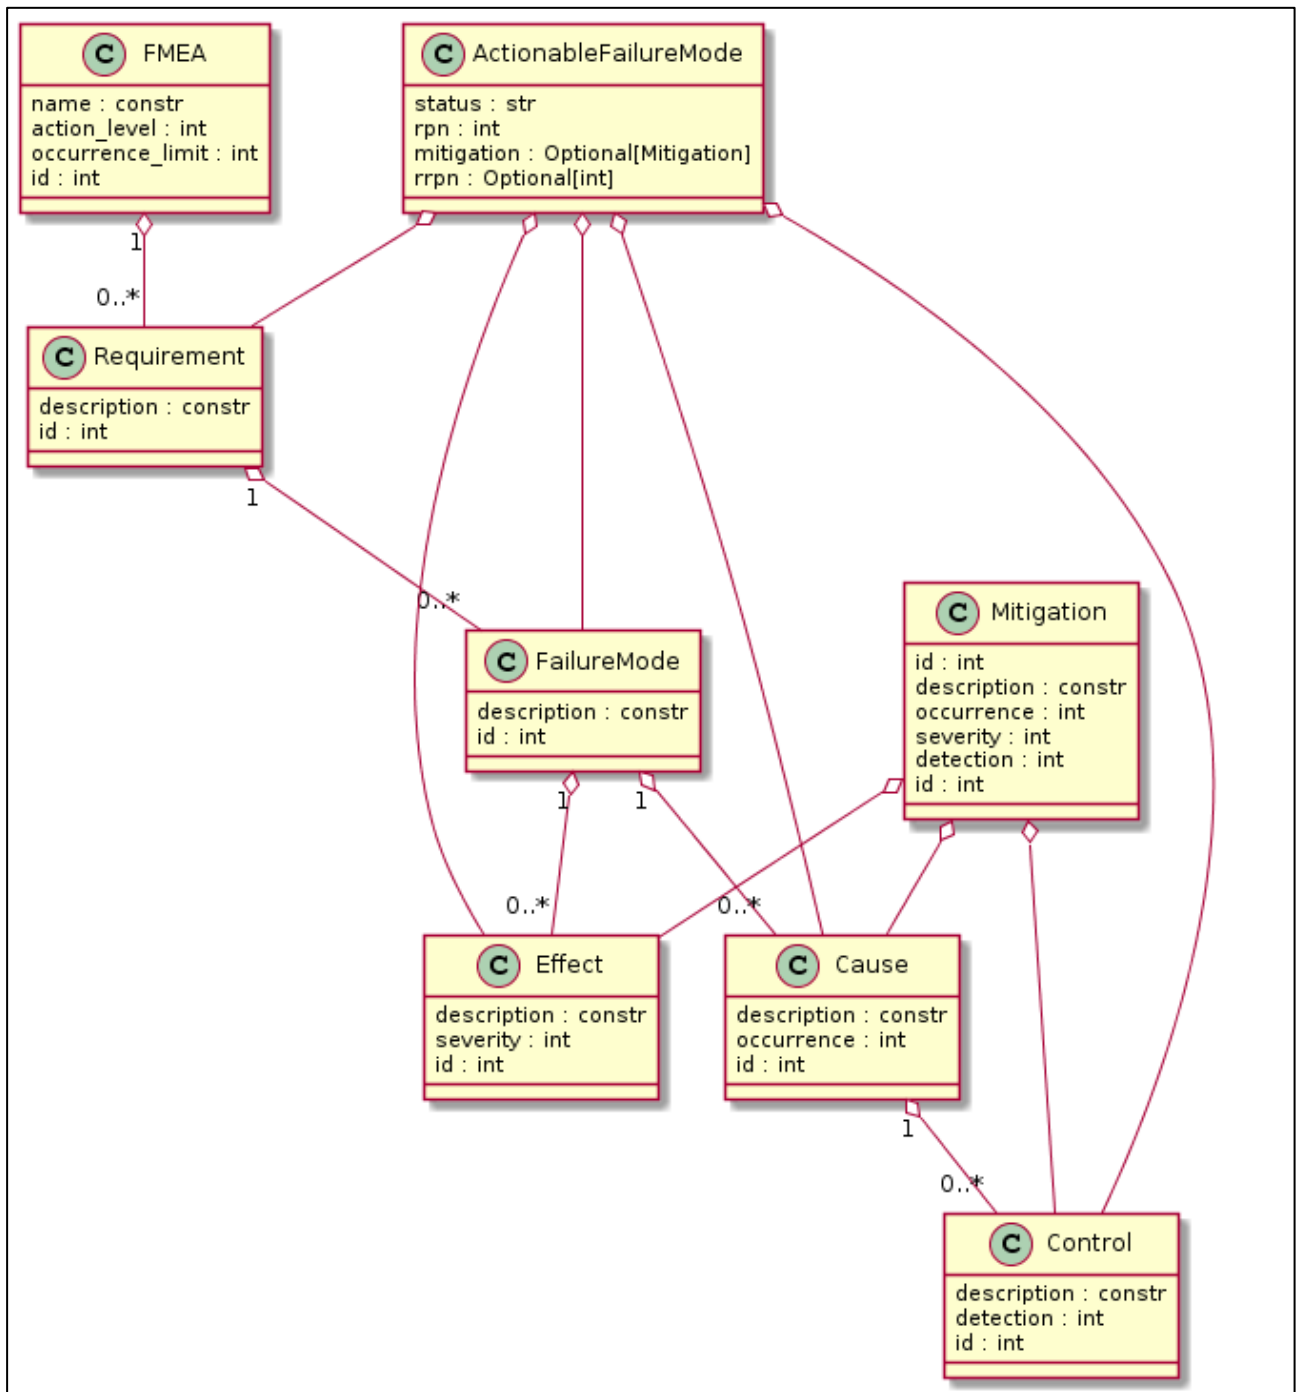 C FMEA
name : constr
action_level : int
occurrence_limit : int
id : int
C ActionableFailureMode
status : str
rpn : int
mitigation : Optional[Mitigation]
rrpn : Optional[int]
1
0..*
C Requirement
description : constr
id : int
1
0..*
C FailureMode
description : constr
id : int
C Mitigation
id : int
description : constr
occurrence : int
severity : int
detection : int
id : int
1
1
0..*
0..*
C Effect
description : constr
severity : int
id : int
C Cause
description : constr
occurrence : int
id : int
1
0..*
C Control
description : constr
detection : int
id : int